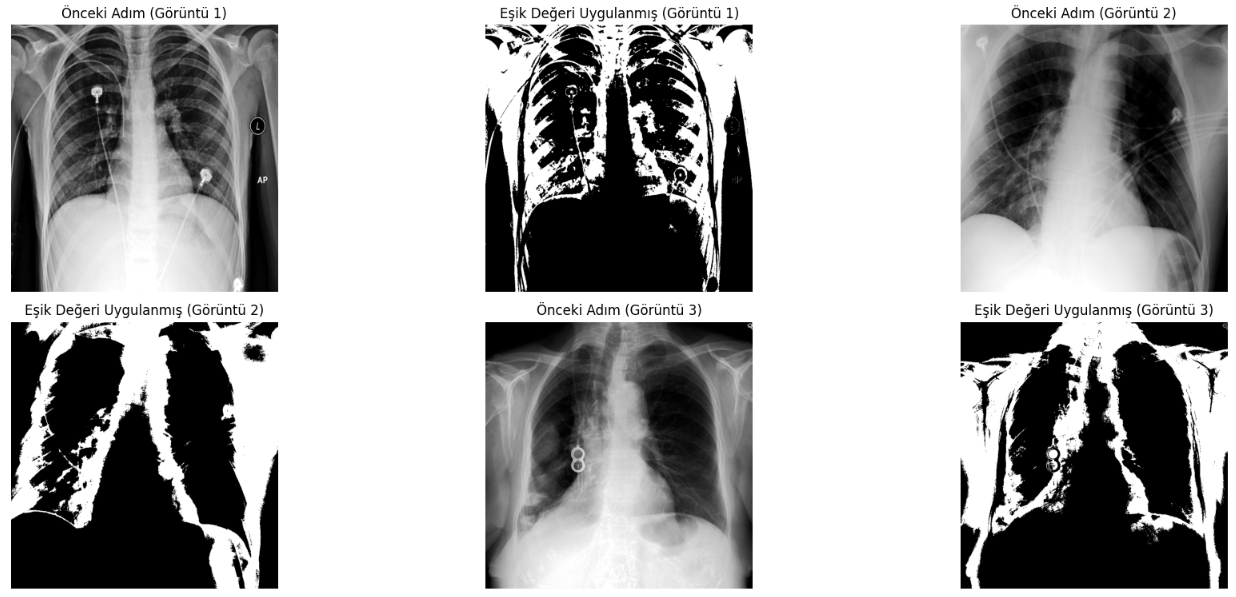 Önceki Adım (Görüntü 1)
Eşik Değeri Uygulanmış (Görüntü 1)
Önceki Adım (Görüntü 2)
L
AP
Eşik Değeri Uygulanmış (Görüntü 2)
Önceki Adım (Görüntü 3)
Eşik Değeri Uygulanmış (Görüntü 3)